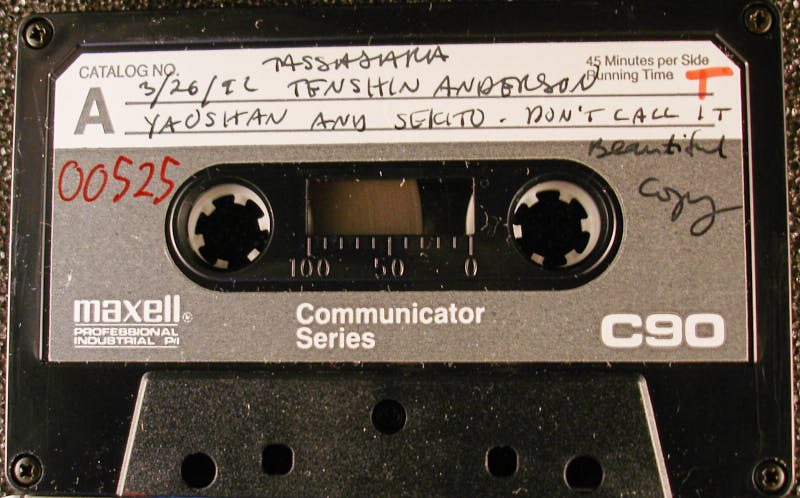 TASSAJARA
CATALOG NO.
45 Minutes per Side
Running Time
T
A
3/26/92 TENSHIN ANDERSON
YAOSHAN AND SEKITO - DON'T CALL IT
Beautiful
Copy
00525
100 50 0
maxell®
PROFESSIONAL
INDUSTRIAL P/I
Communicator
Series
C90